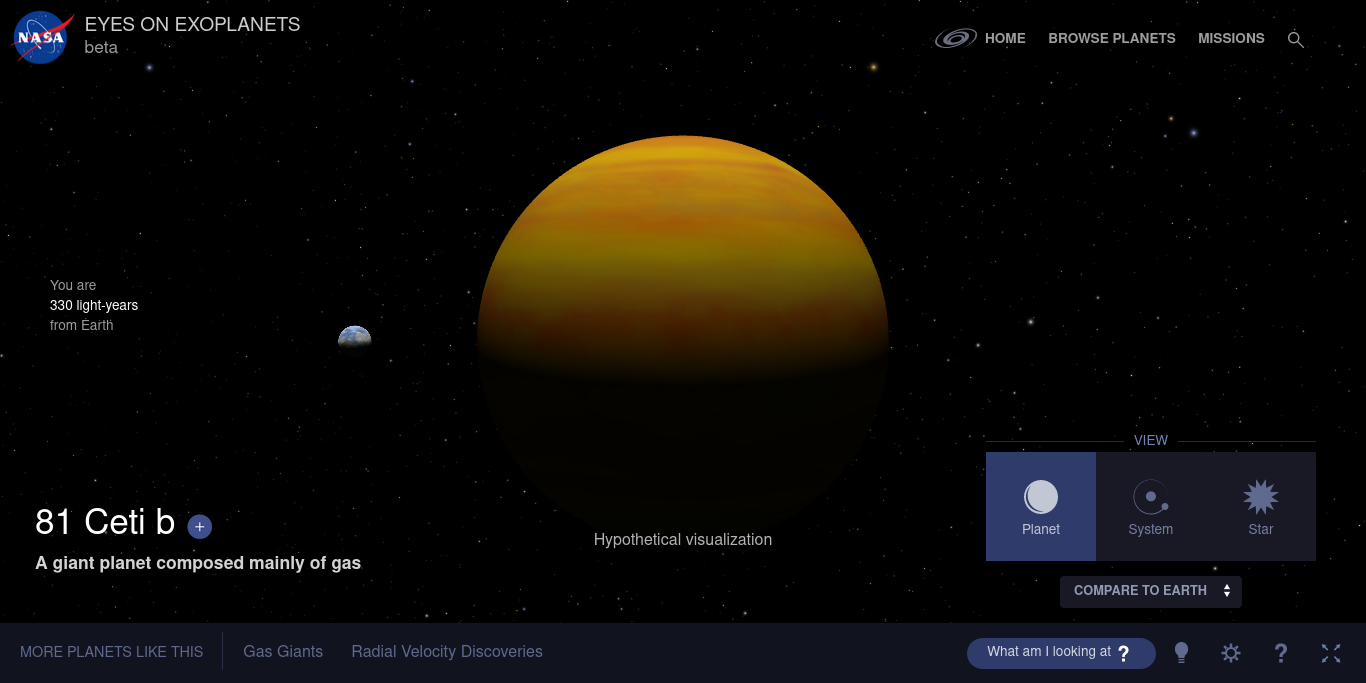 NASA
EYES ON EXOPLANETS
beta
HOME
BROWSE PLANETS
MISSIONS
You are
330 light-years
from Earth
VIEW
Planet
System
Star
81 Ceti b +
A giant planet composed mainly of gas
Hypothetical visualization
COMPARE TO EARTH
MORE PLANETS LIKE THIS
Gas Giants
Radial Velocity Discoveries
What am I looking at ?
?